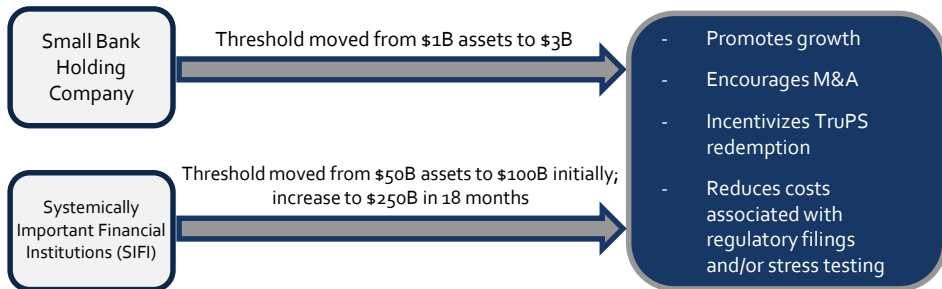 Small Bank
Holding
Company
Threshold moved from $1B assets to $3B
Systemically
Important Financial
Institutions (SIFI)
Threshold moved from $50B assets to $100B initially;
increase to $250B in 18 months
- Promotes growth
- Encourages M&A
- Incentivizes TruPS
redemption
- Reduces costs
associated with
regulatory filings
and/or stress testing